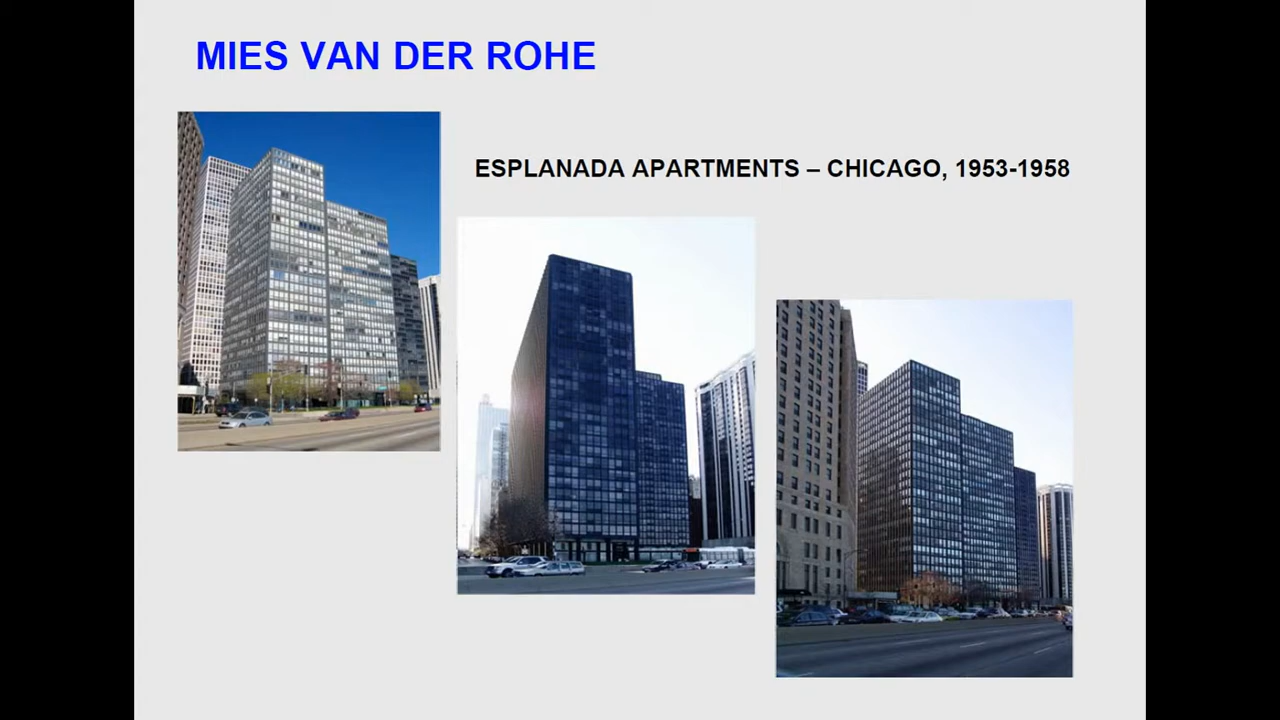 MIES VAN DER ROHE
ESPLANADA APARTMENTS – CHICAGO, 1953-1958